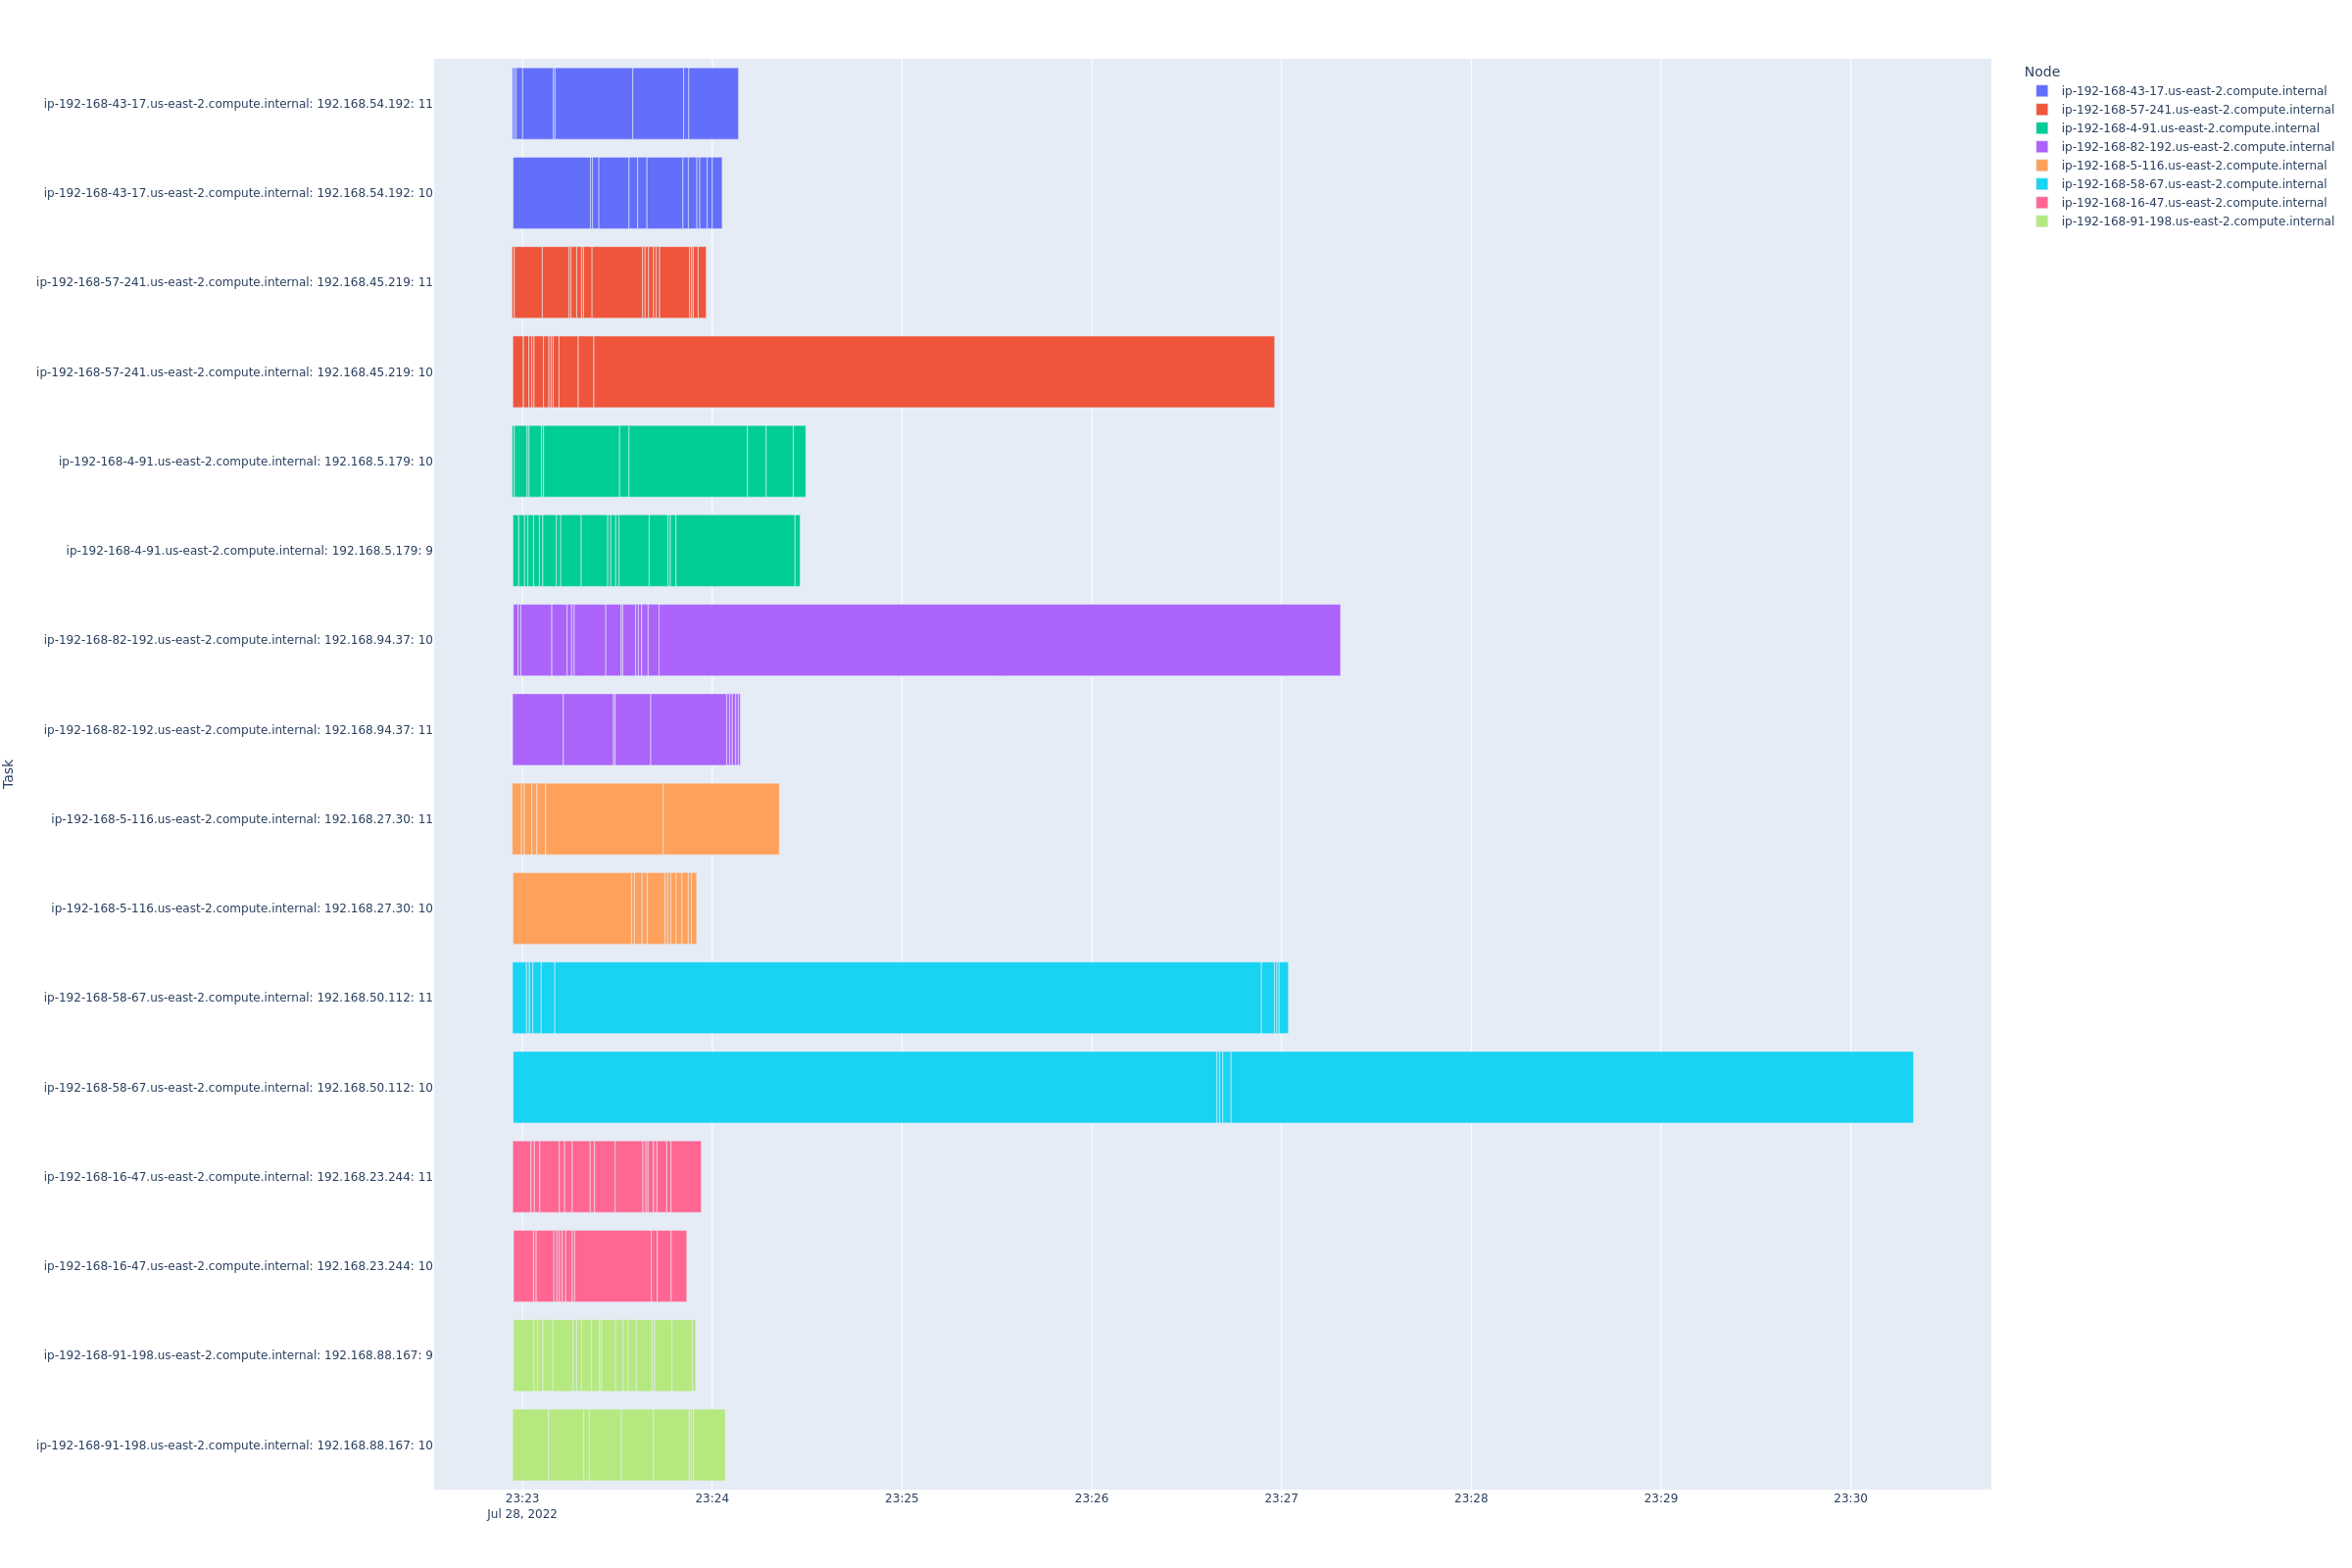 Node
ip-192-168-43-17.us-east-2.compute.internal
ip-192-168-57-241.us-east-2.compute.internal
ip-192-168-4-91.us-east-2.compute.internal
ip-192-168-82-192.us-east-2.compute.internal
ip-192-168-5-116.us-east-2.compute.internal
ip-192-168-58-67.us-east-2.compute.internal
ip-192-168-16-47.us-east-2.compute.internal
ip-192-168-91-198.us-east-2.compute.internal
Task
ip-192-168-43-17.us-east-2.compute.internal: 192.168.54.192: 11
ip-192-168-43-17.us-east-2.compute.internal: 192.168.54.192: 10
ip-192-168-57-241.us-east-2.compute.internal: 192.168.45.219: 11
ip-192-168-57-241.us-east-2.compute.internal: 192.168.45.219: 10
ip-192-168-4-91.us-east-2.compute.internal: 192.168.5.179: 10
ip-192-168-4-91.us-east-2.compute.internal: 192.168.5.179: 9
ip-192-168-82-192.us-east-2.compute.internal: 192.168.94.37: 10
ip-192-168-82-192.us-east-2.compute.internal: 192.168.94.37: 11
ip-192-168-5-116.us-east-2.compute.internal: 192.168.27.30: 11
ip-192-168-5-116.us-east-2.compute.internal: 192.168.27.30: 10
ip-192-168-58-67.us-east-2.compute.internal: 192.168.50.112: 11
ip-192-168-58-67.us-east-2.compute.internal: 192.168.50.112: 10
ip-192-168-16-47.us-east-2.compute.internal: 192.168.23.244: 11
ip-192-168-16-47.us-east-2.compute.internal: 192.168.23.244: 10
ip-192-168-91-198.us-east-2.compute.internal: 192.168.88.167: 9
ip-192-168-91-198.us-east-2.compute.internal: 192.168.88.167: 10
23:23 23:24 23:25 23:26 23:27 23:28 23:29 23:30
Jul 28, 2022